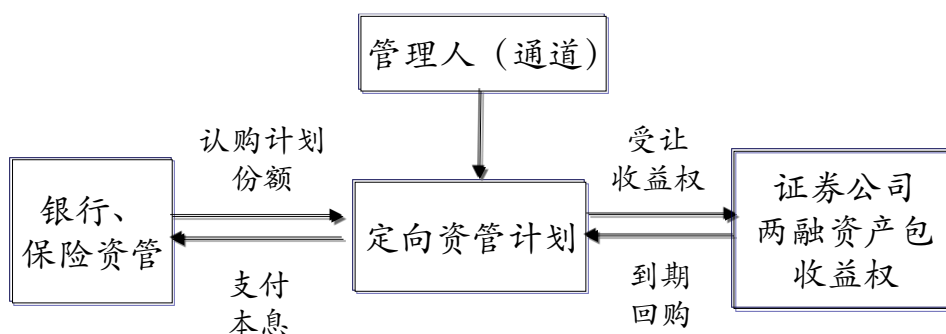 管理人（通道）
认购计划
份额
受让
收益权
银行、
保险资管
定向资管计划
证券公司
两融资产包
收益权
支付
本息
到期
回购